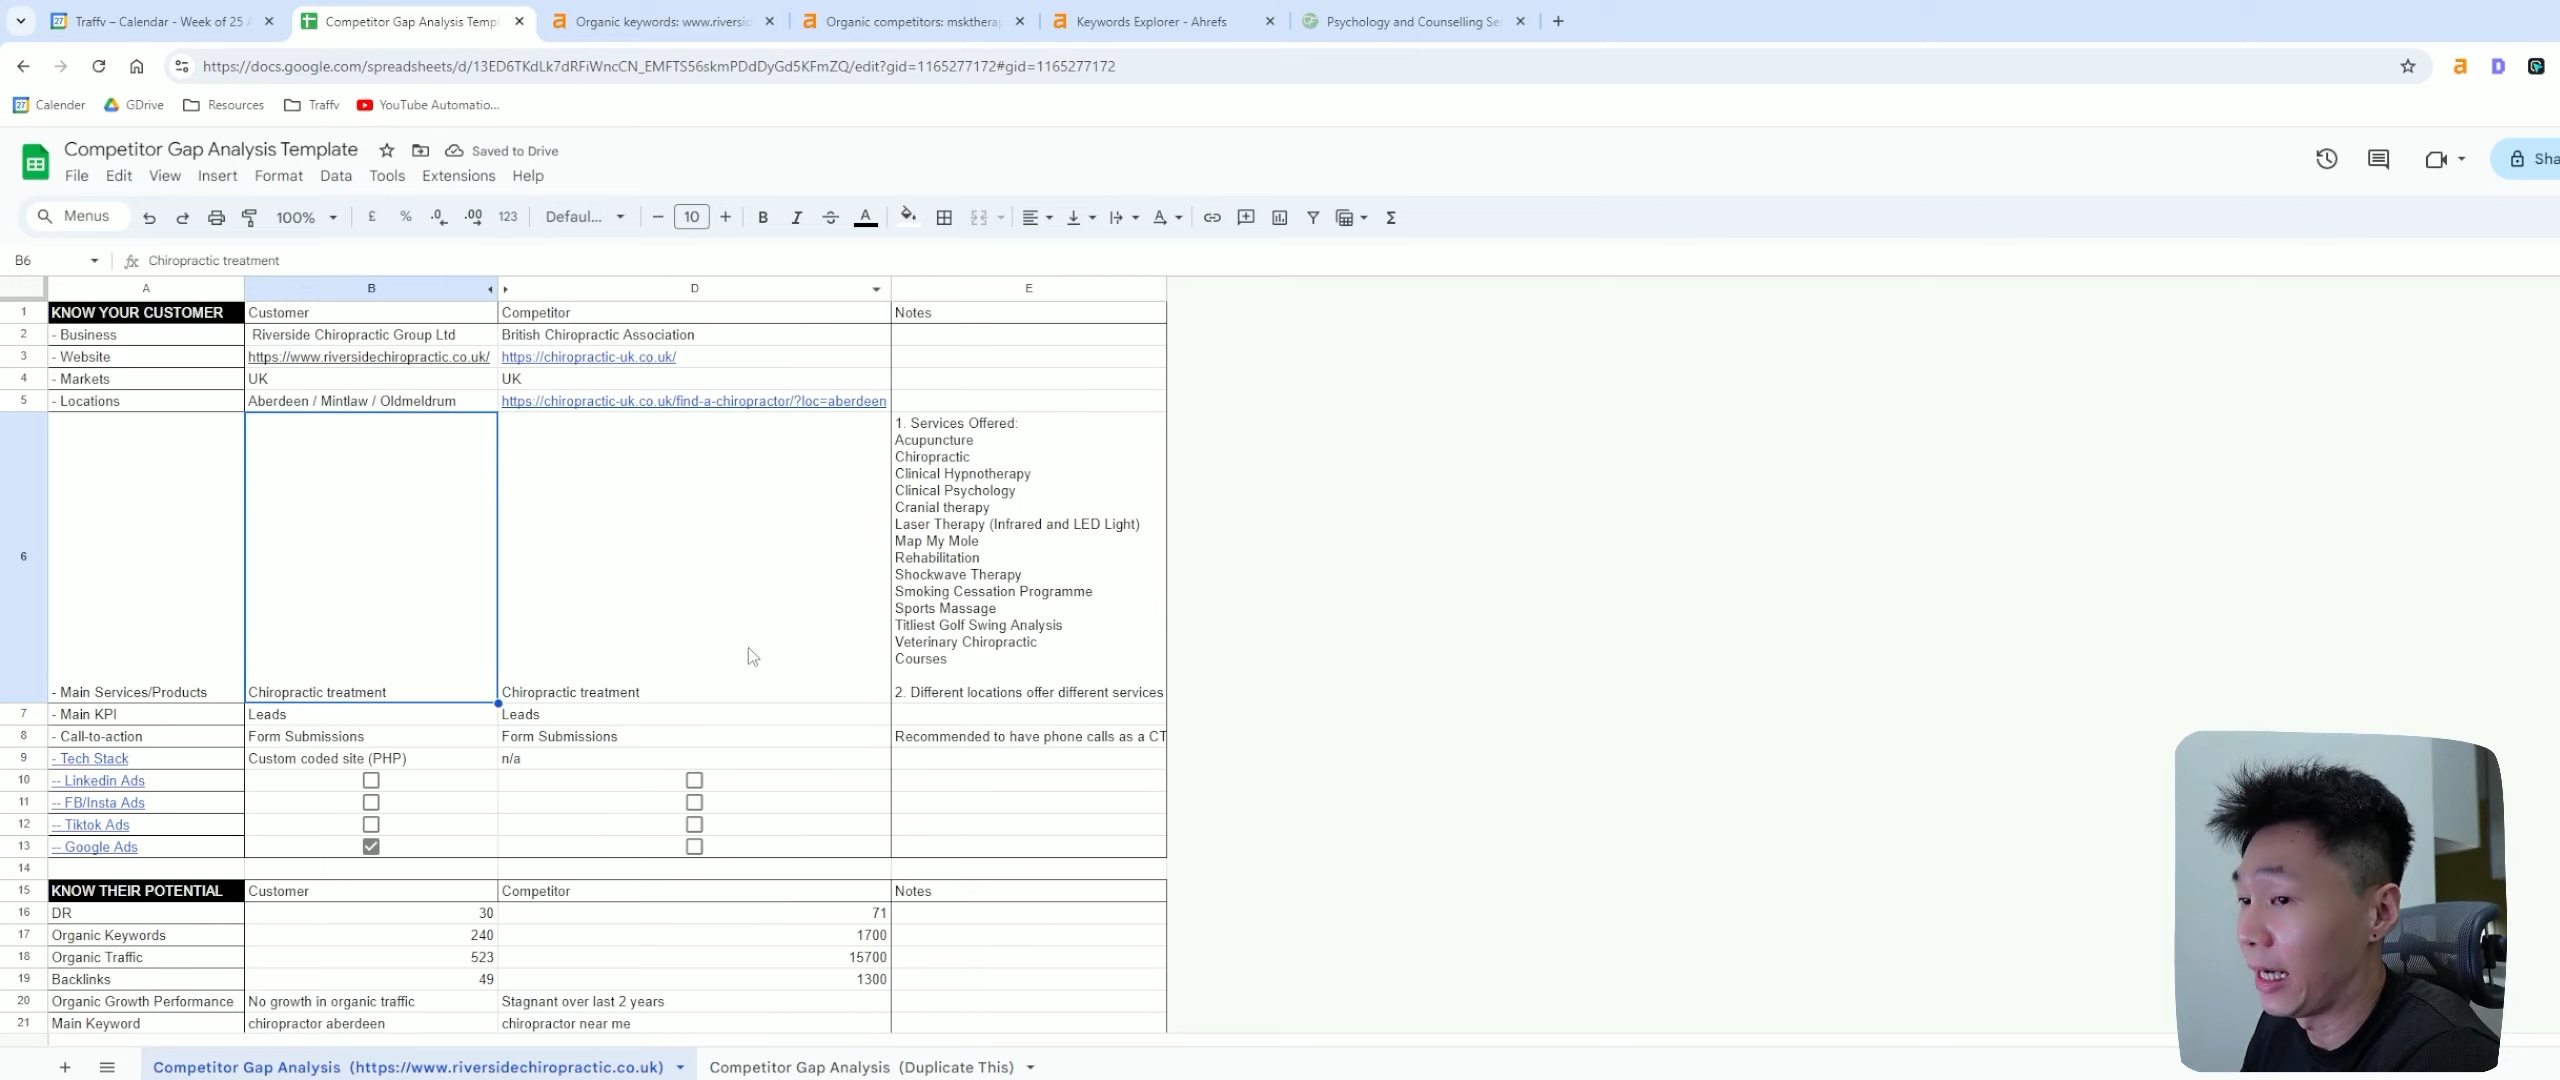 Traffv – Calendar - Week of 25 A
Competitor Gap Analysis Templ
Organic keywords: www.riversid
Organic competitors: msktherap
Keywords Explorer - Ahrefs
Psychology and Counselling Se
https://docs.google.com/spreadsheets/d/13ED6TKdLk7dRFiWncCN_EMFTS56skmPDdDyGd5KFmZQ/edit?gid=1165277172#gid=1165277172
Calender
GDrive
Resources
Traffv
YouTube Automatio...
Competitor Gap Analysis Template
Saved to Drive
Sha
File Edit View Insert Format Data Tools Extensions Help
Menus 100% £ % .0 .00 123 Defaul... 10 B I
B6 fx Chiropractic treatment
A B D E
1 KNOW YOUR CUSTOMER Customer Competitor Notes
2 - Business Riverside Chiropractic Group Ltd British Chiropractic Association
3 - Website https://www.riversidechiropractic.co.uk/ https://chiropractic-uk.co.uk/
4 - Markets UK UK
5 - Locations Aberdeen / Mintlaw / Oldmeldrum https://chiropractic-uk.co.uk/find-a-chiropractor/?loc=aberdeen
1. Services Offered:
Acupuncture
Chiropractic
Clinical Hypnotherapy
Clinical Psychology
Cranial therapy
Laser Therapy (Infrared and LED Light)
Map My Mole
6
Rehabilitation
Shockwave Therapy
Smoking Cessation Programme
Sports Massage
Titliest Golf Swing Analysis
Veterinary Chiropractic
Courses
- Main Services/Products Chiropractic treatment Chiropractic treatment 2. Different locations offer different services
7 - Main KPI Leads Leads
8 - Call-to-action Form Submissions Form Submissions Recommended to have phone calls as a CT
9 - Tech Stack Custom coded site (PHP) n/a
10 -- Linkedin Ads
11 -- FB/Insta Ads
12 -- Tiktok Ads
13 -- Google Ads
14
15 KNOW THEIR POTENTIAL Customer Competitor Notes
16 DR 30 71
17 Organic Keywords 240 1700
18 Organic Traffic 523 15700
19 Backlinks 49 1300
20 Organic Growth Performance No growth in organic traffic Stagnant over last 2 years
21 Main Keyword chiropractor aberdeen chiropractor near me
Competitor Gap Analysis (https://www.riversidechiropractic.co.uk)
Competitor Gap Analysis (Duplicate This)